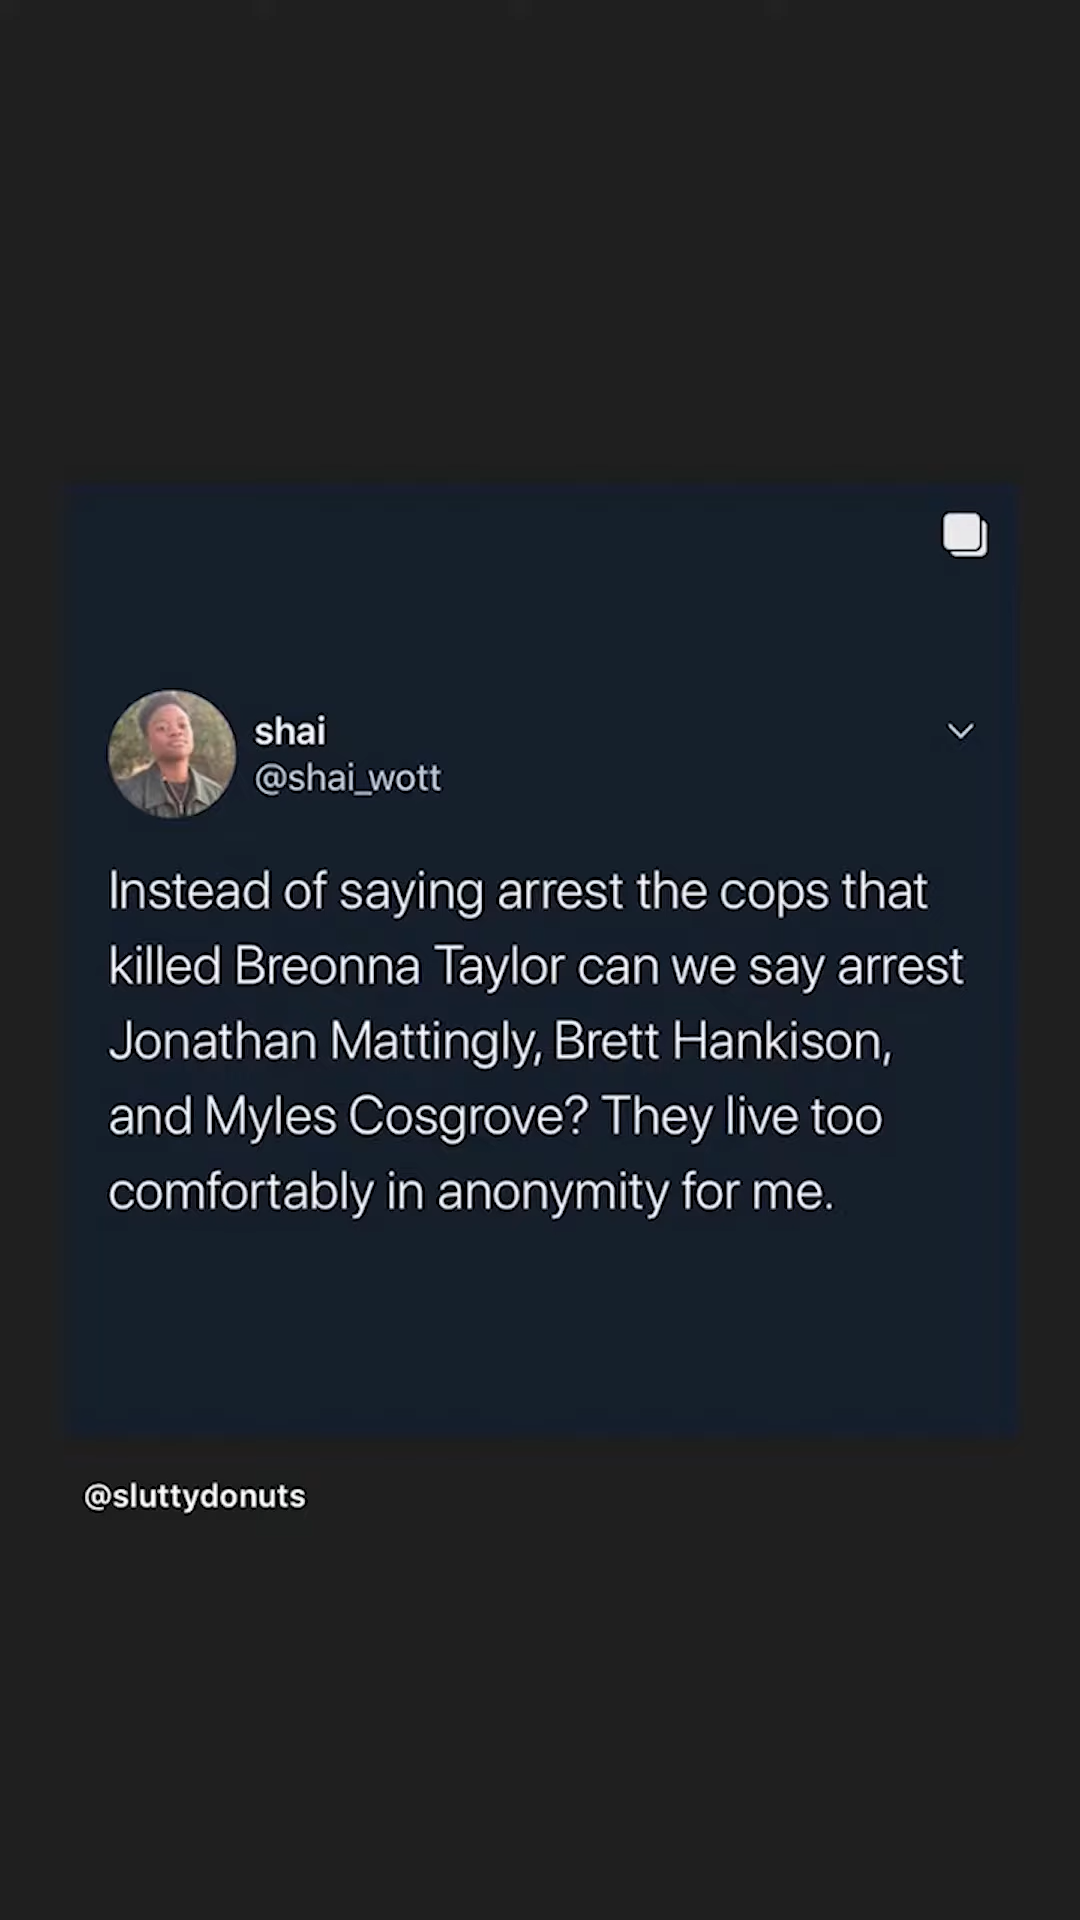 shai
@shai_wott
Instead of saying arrest the cops that
killed Breonna Taylor can we say arrest
Jonathan Mattingly, Brett Hankison,
and Myles Cosgrove? They live too
comfortably in anonymity for me.
@sluttydonuts